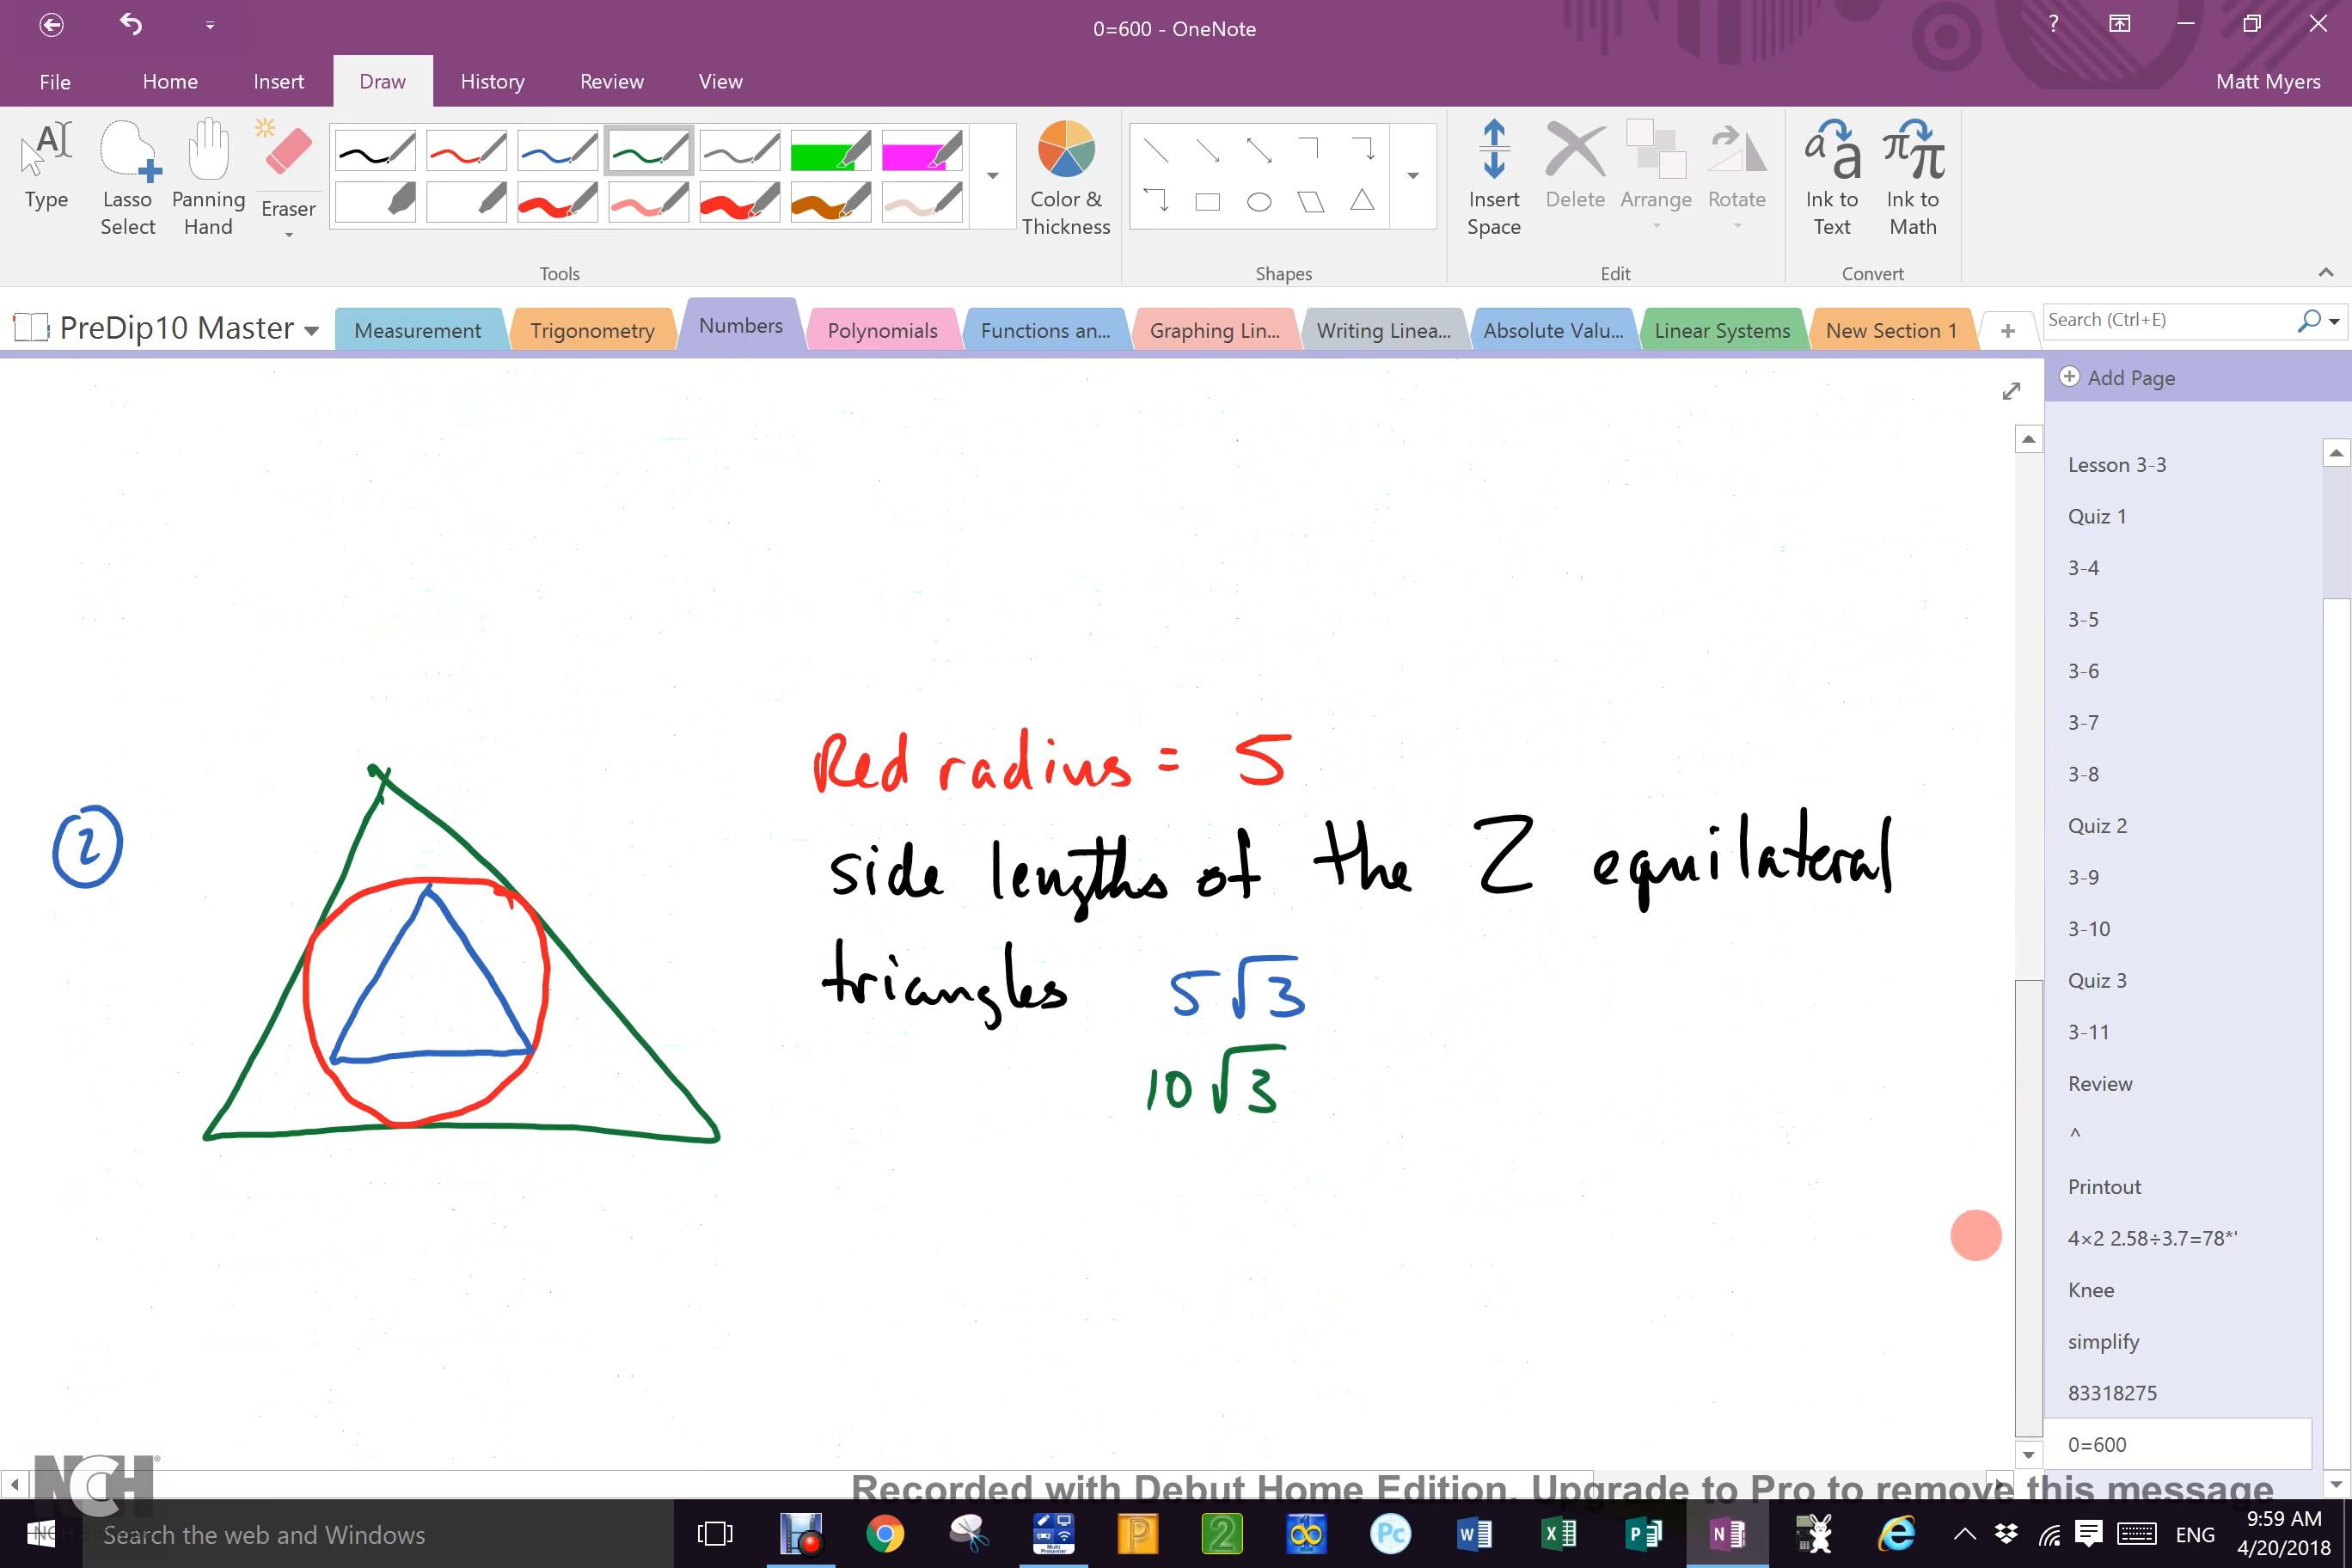 0=600 - OneNote
?
File Home Insert Draw History Review View Matt Myers
Type
Lasso Select
Panning Hand
Eraser
Color & Thickness
Insert Space
Delete
Arrange
Rotate
Ink to Text
Ink to Math
Tools Shapes Edit Convert
PreDip10 Master Measurement Trigonometry Numbers Polynomials Functions an... Graphing Lin... Writing Linea... Absolute Valu... Linear Systems New Section 1 + Search (Ctrl+E)
Add Page
Lesson 3-3
Quiz 1
3-4
3-5
3-6
3-7
3-8
Quiz 2
3-9
3-10
Quiz 3
3-11
Review
^
Printout
4×2 2.58÷3.7=78*'
Knee
simplify
83318275
0=600
2
Red radius = 5
side lengths of the 2 equilateral
triangles 5√3
10√3
NCH
Recorded with Debut Home Edition. Upgrade to Pro to remove this message
Search the web and Windows
ENG
9:59 AM
4/20/2018